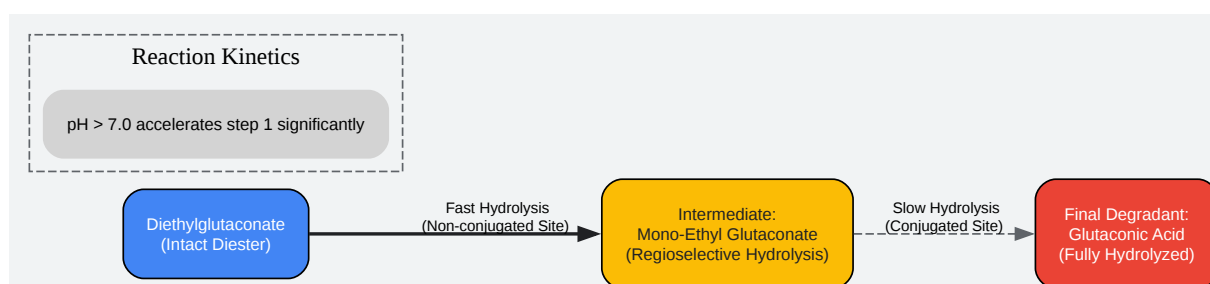 Reaction Kinetics
pH > 7.0 accelerates step 1 significantly
Diethylglutaconate
(Intact Diester)
Fast Hydrolysis
(Non-conjugated Site)
Intermediate:
Mono-Ethyl Glutaconate
(Regioselective Hydrolysis)
Slow Hydrolysis
(Conjugated Site)
Final Degradant:
Glutaconic Acid
(Fully Hydrolyzed)